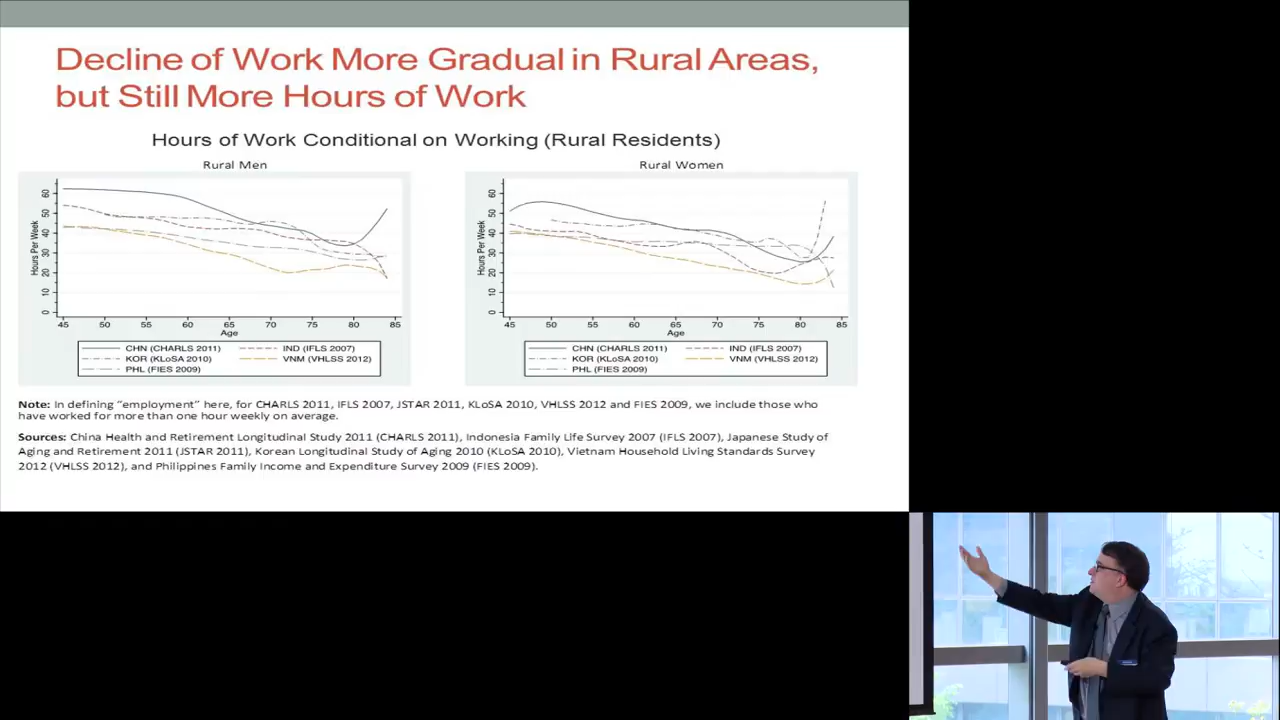 Decline of Work More Gradual in Rural Areas,
but Still More Hours of Work
Hours of Work Conditional on Working (Rural Residents)
Rural Men
Hours Per Week
60
50
40
30
20
10
0
45 50 55 60 65 70 75 80 85
Age
CHN (CHARLS 2011) IND (IFLS 2007)
KOR (KLoSA 2010) VNM (VHLSS 2012)
PHL (FIES 2009)
Rural Women
Hours Per Week
60
50
40
30
20
10
0
45 50 55 60 65 70 75 80 85
Age
CHN (CHARLS 2011) IND (IFLS 2007)
KOR (KLoSA 2010) VNM (VHLSS 2012)
PHL (FIES 2009)
Note: In defining “employment” here, for CHARLS 2011, IFLS 2007, JSTAR 2011, KLoSA 2010, VHLSS 2012 and FIES 2009, we include those who
have worked for more than one hour weekly on average.
Sources: China Health and Retirement Longitudinal Study 2011 (CHARLS 2011), Indonesia Family Life Survey 2007 (IFLS 2007), Japanese Study of
Aging and Retirement 2011 (JSTAR 2011), Korean Longitudinal Study of Aging 2010 (KLoSA 2010), Vietnam Household Living Standards Survey
2012 (VHLSS 2012), and Philippines Family Income and Expenditure Survey 2009 (FIES 2009).